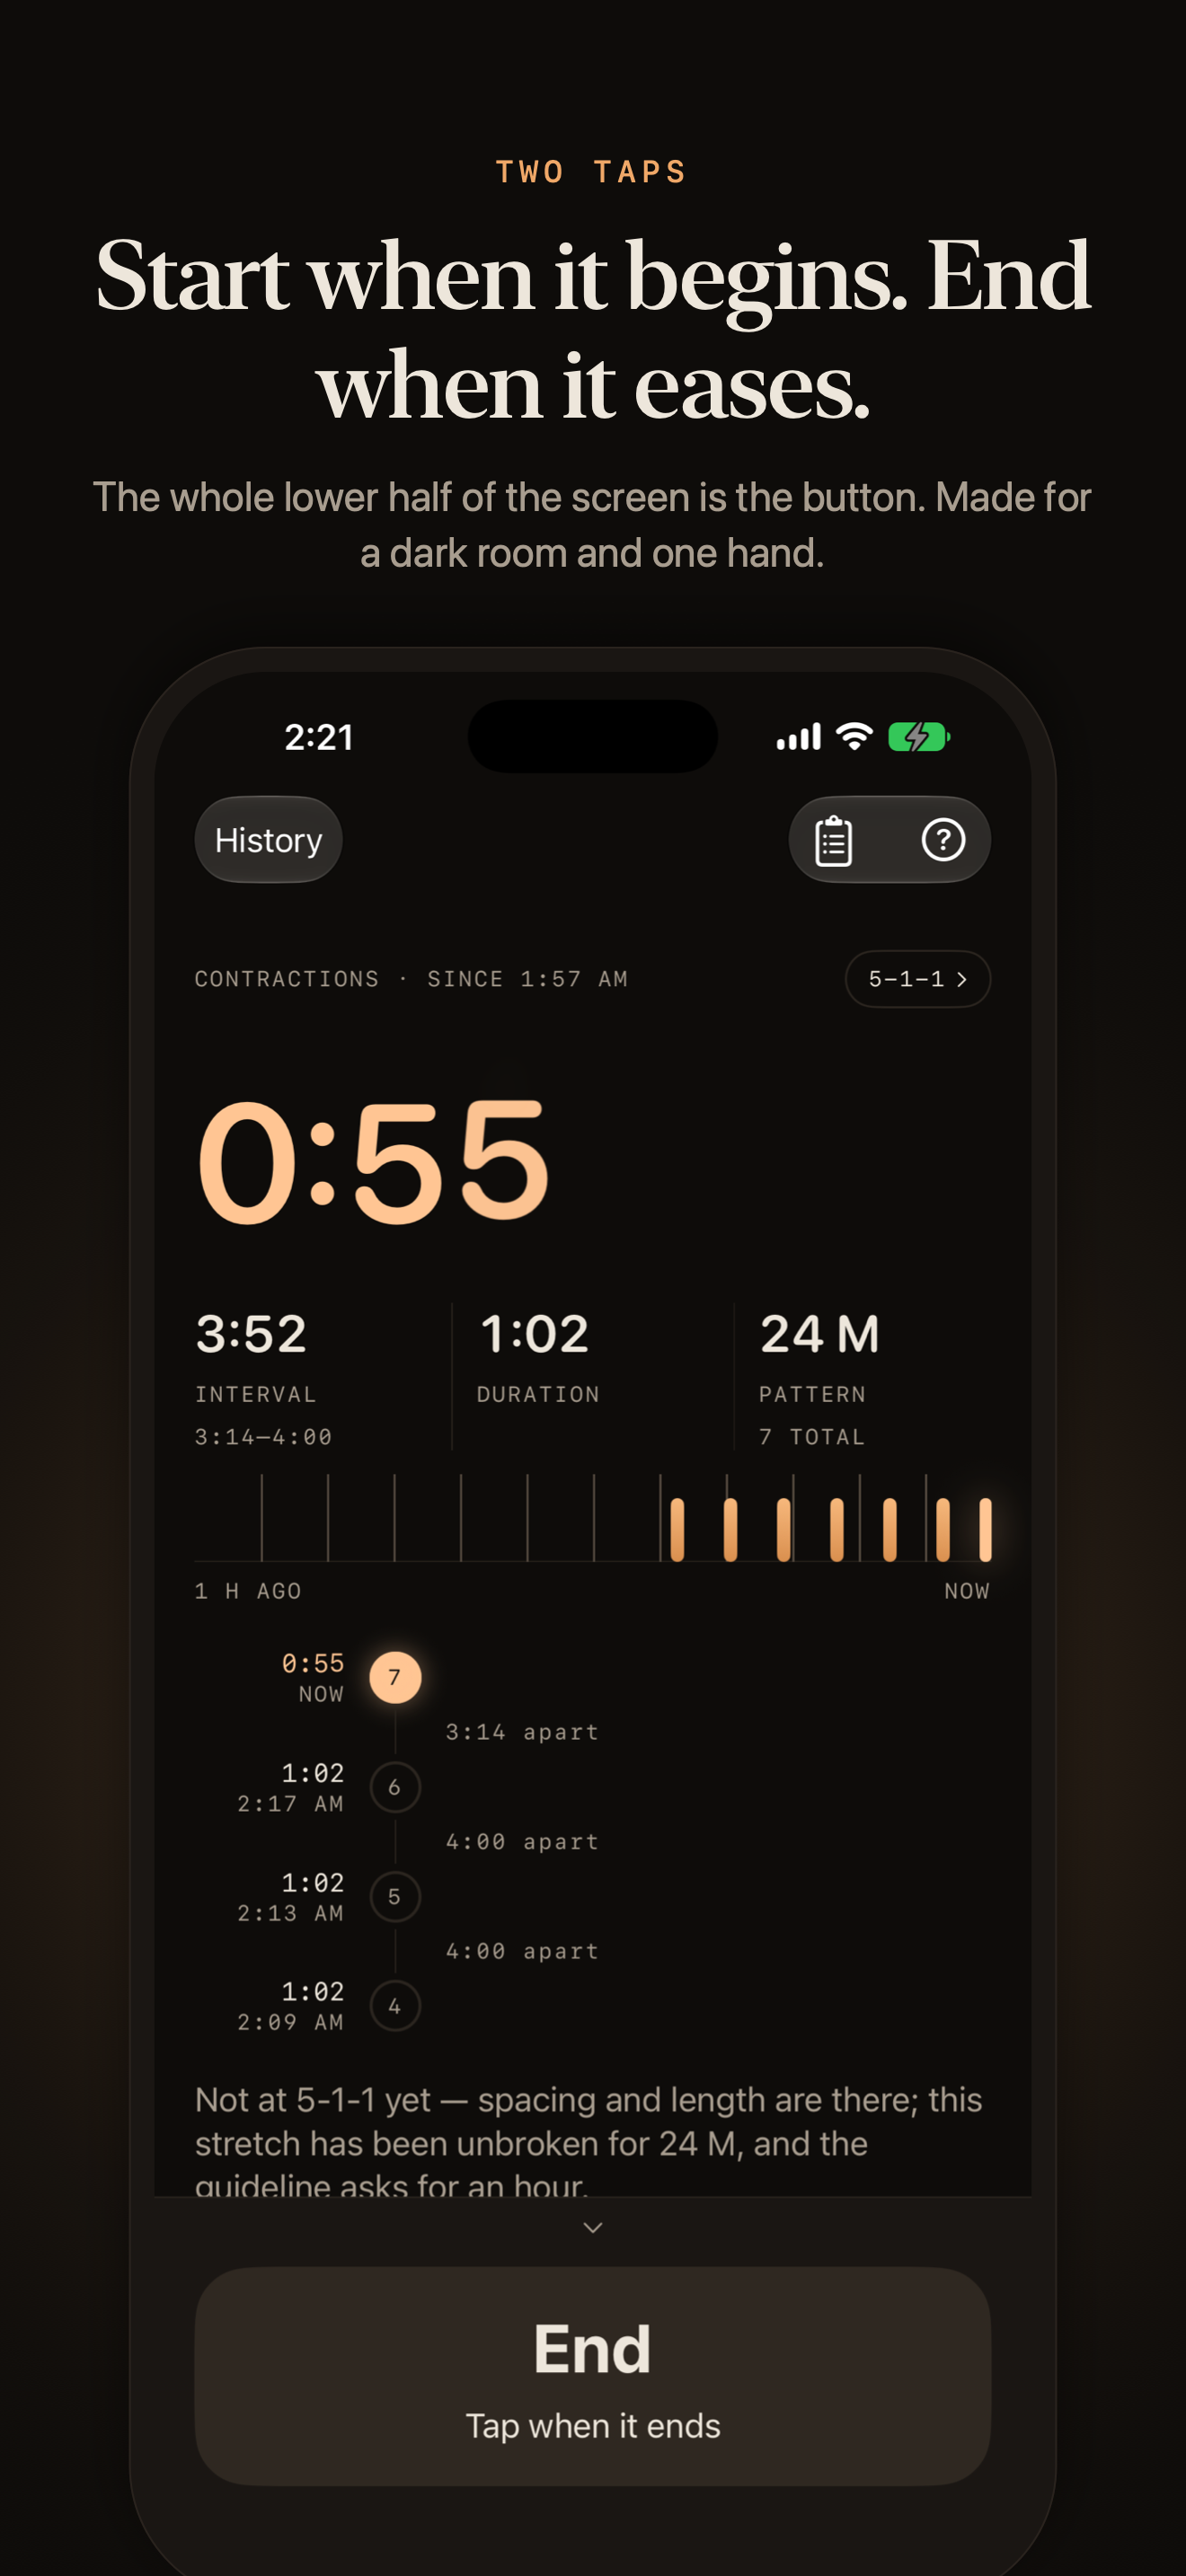 TWO TAPS
Start when it begins. End
when it eases.
The whole lower half of the screen is the button. Made for
a dark room and one hand.
2:21
History
?
CONTRACTIONS · SINCE 1:57 AM
5-1-1 >
0:55
3:52
INTERVAL
3:14–4:00
1:02
DURATION
24 M
PATTERN
7 TOTAL
1 H AGO
NOW
0:55
NOW
7
3:14 apart
1:02
2:17 AM
6
4:00 apart
1:02
2:13 AM
5
4:00 apart
1:02
2:09 AM
4
Not at 5-1-1 yet — spacing and length are there; this
stretch has been unbroken for 24 M, and the
guideline asks for an hour.
End
Tap when it ends